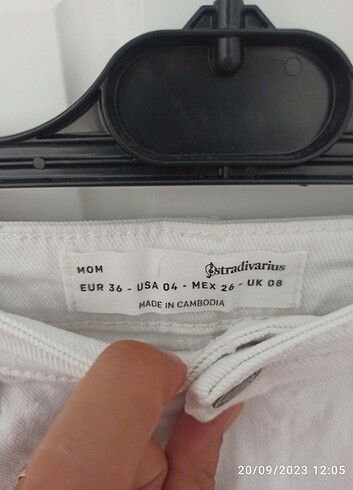 MOM stradivarius
EUR 36 - USA 04 - MEX 26 - UK 08
MADE IN CAMBODIA
20/09/2023 12:05